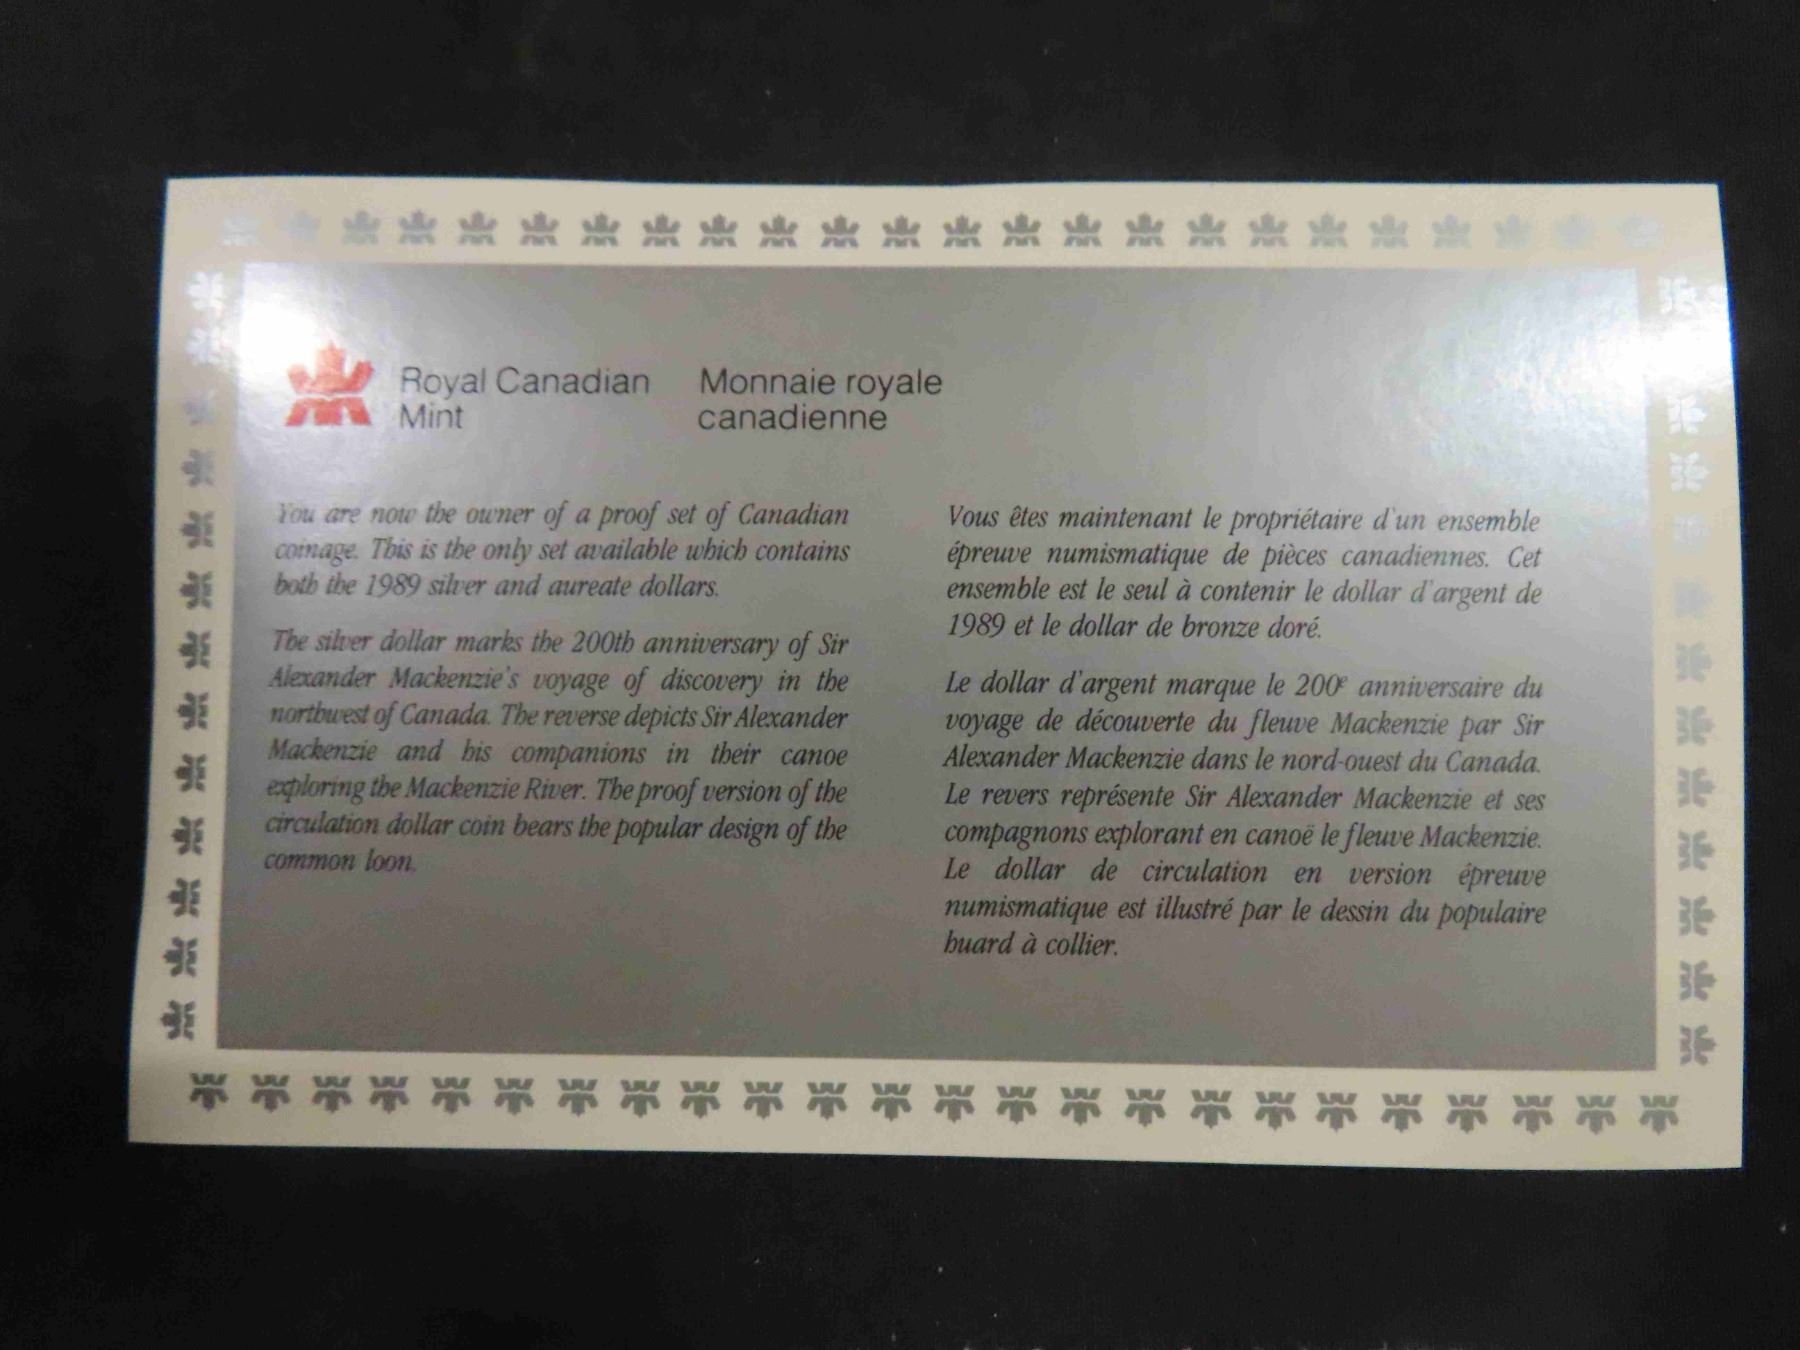 Royal Canadian
Mint
Monnaie royale
canadienne
You are now the owner of a proof set of Canadian
coinage. This is the only set available which contains
both the 1989 silver and aureate dollars.
The silver dollar marks the 200th anniversary of Sir
Alexander Mackenzie's voyage of discovery in the
northwest of Canada. The reverse depicts Sir Alexander
Mackenzie and his companions in their canoe
exploring the Mackenzie River. The proof version of the
circulation dollar coin bears the popular design of the
common loon.
Vous êtes maintenant le propriétaire d'un ensemble
épreuve numismatique de pièces canadiennes. Cet
ensemble est le seul à contenir le dollar d'argent de
1989 et le dollar de bronze doré.
Le dollar d'argent marque le 200e anniversaire du
voyage de découverte du fleuve Mackenzie par Sir
Alexander Mackenzie dans le nord-ouest du Canada.
Le revers représente Sir Alexander Mackenzie et ses
compagnons explorant en canoë le fleuve Mackenzie.
Le dollar de circulation en version épreuve
numismatique est illustré par le dessin du populaire
huard à collier.